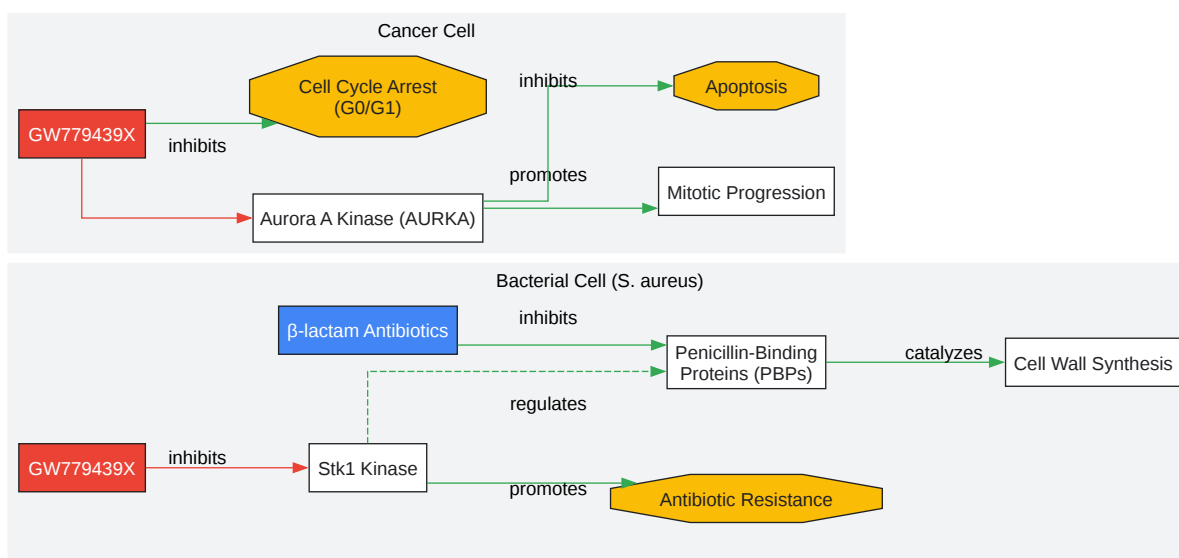 Cancer Cell
Cell Cycle Arrest
(G0/G1)
inhibits
Apoptosis
GW779439X
inhibits
promotes
Mitotic Progression
Aurora A Kinase (AURKA)
Bacterial Cell (S. aureus)
β-lactam Antibiotics
inhibits
Penicillin-Binding
Proteins (PBPs)
catalyzes
Cell Wall Synthesis
regulates
GW779439X
inhibits
Stk1 Kinase
promotes
Antibiotic Resistance